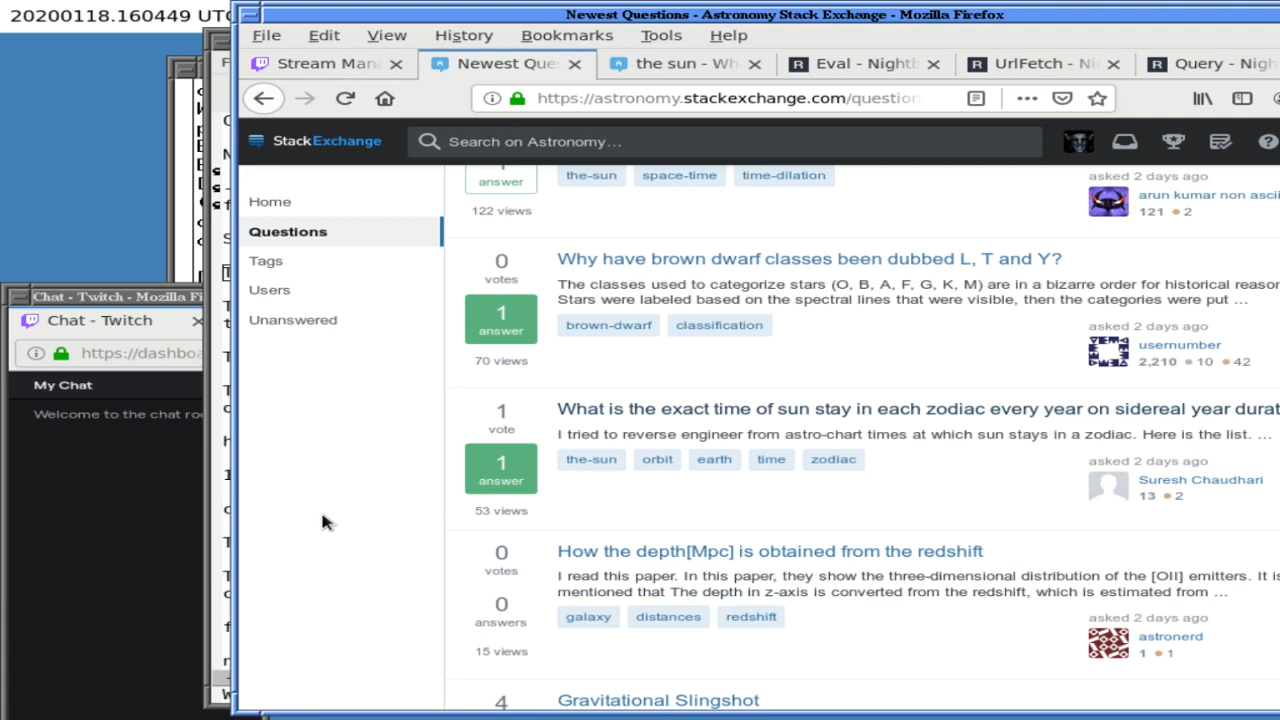 20200118.160449 UTC
Newest Questions - Astronomy Stack Exchange - Mozilla Firefox
File Edit View History Bookmarks Tools Help
Stream Man
Newest Que
the sun - Wh
Eval - Nightb
UrlFetch - Ni
Query - Nigh
https://astronomy.stackexchange.com/question
StackExchange
Search on Astronomy...
Home
Questions
Tags
Users
Unanswered
answer
122 views
the-sun space-time time-dilation
asked 2 days ago
arun kumar non ascii
121 2
0
votes
1
answer
70 views
Why have brown dwarf classes been dubbed L, T and Y?
The classes used to categorize stars (O, B, A, F, G, K, M) are in a bizarre order for historical reason
Stars were labeled based on the spectral lines that were visible, then the categories were put ...
brown-dwarf classification
asked 2 days ago
usernumber
2,210 10 42
1
vote
1
answer
53 views
What is the exact time of sun stay in each zodiac every year on sidereal year durat
I tried to reverse engineer from astro-chart times at which sun stays in a zodiac. Here is the list. ...
the-sun orbit earth time zodiac
asked 2 days ago
Suresh Chaudhari
13 2
0
votes
0
answers
15 views
How the depth[Mpc] is obtained from the redshift
I read this paper. In this paper, they show the three-dimensional distribution of the [OII] emitters. It is
mentioned that The depth in z-axis is converted from the redshift, which is estimated from ...
galaxy distances redshift
asked 2 days ago
astronerd
1 1
4
Gravitational Slingshot
Chat - Twitch - Mozilla Fi
Chat - Twitch
https://dashboa
My Chat
Welcome to the chat roo